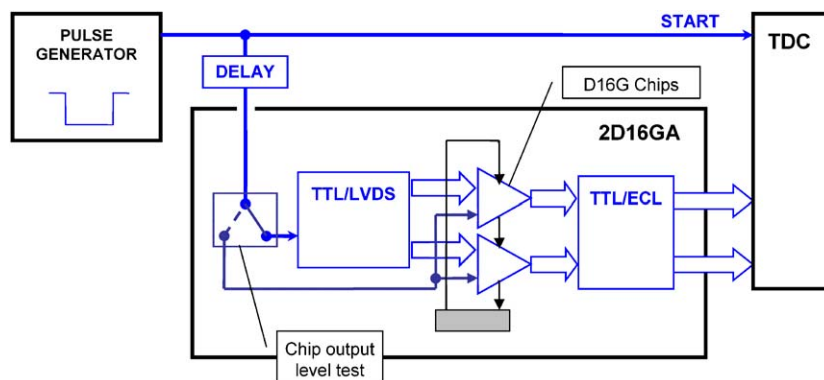 PULSE
GENERATOR
START
TDC
DELAY
D16G Chips
2D16GA
TTL/LVDS
TTL/ECL
Chip output
level test